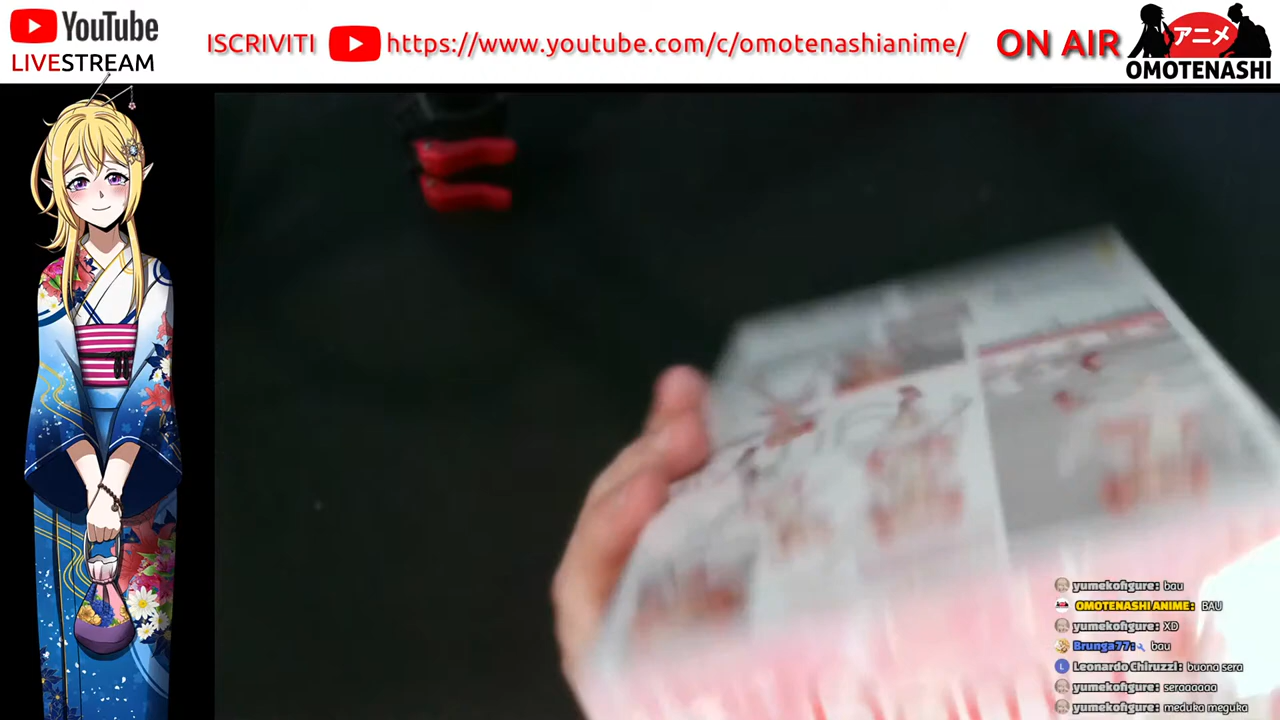 YouTube
LIVESTREAM
ISCRIVITI https://www.youtube.com/c/omotenashianime/
ON AIR
アニメ
OMOTENASHI
yumekofigure: bau
OMOTENASHI ANIME: BAU
yumekofigure: XD
Brunga77: bau
Leonardo Chiruzzi: buona sera
yumekofigure: seraaaaaa
yumekofigure: meduka meguka